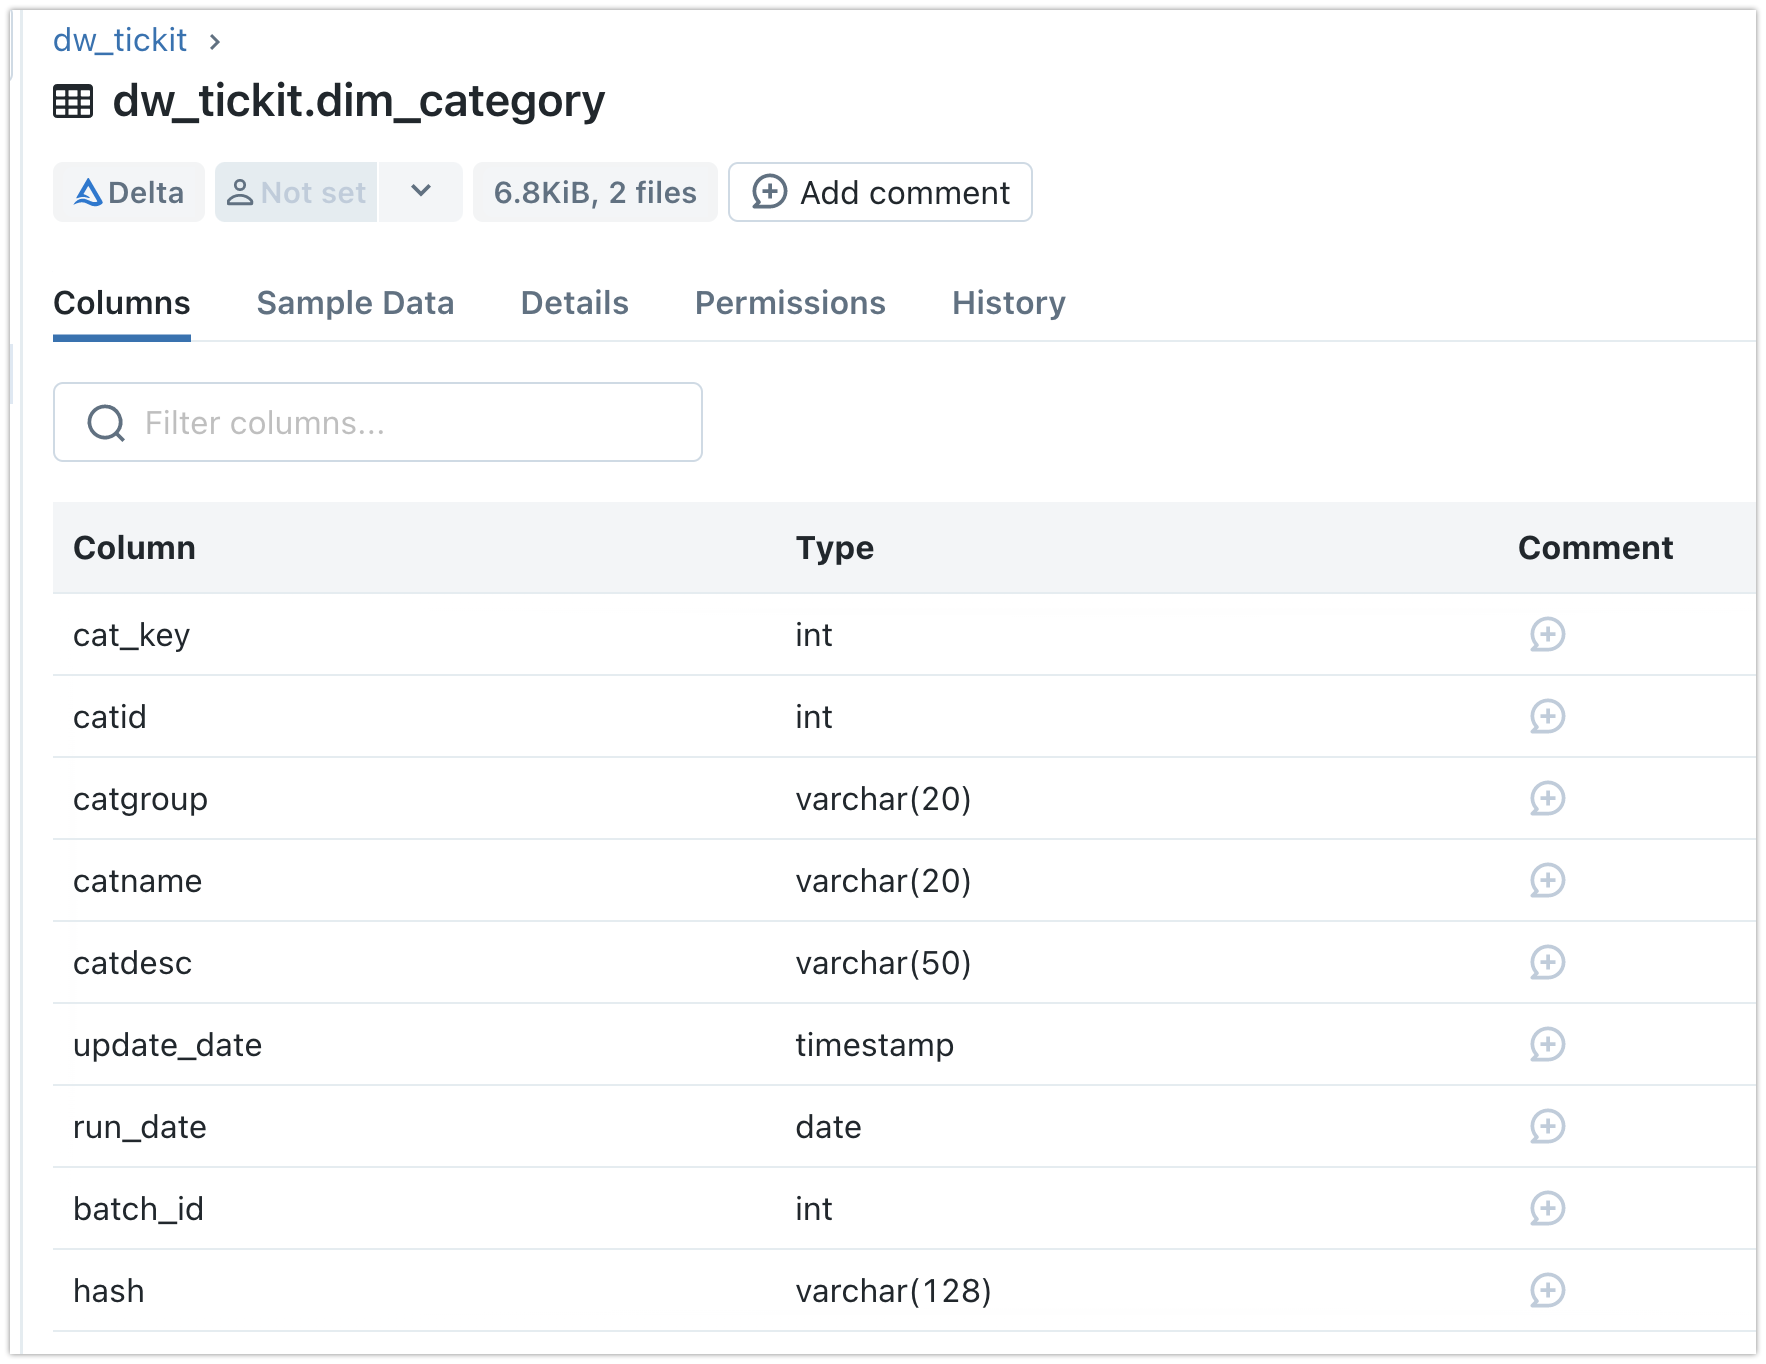 dw_tickit >
dw_tickit.dim_category
Delta Not set 6.8KiB, 2 files Add comment
Columns Sample Data Details Permissions History
Filter columns...
Column Type Comment
cat_key int
catid int
catgroup varchar(20)
catname varchar(20)
catdesc varchar(50)
update_date timestamp
run_date date
batch_id int
hash varchar(128)